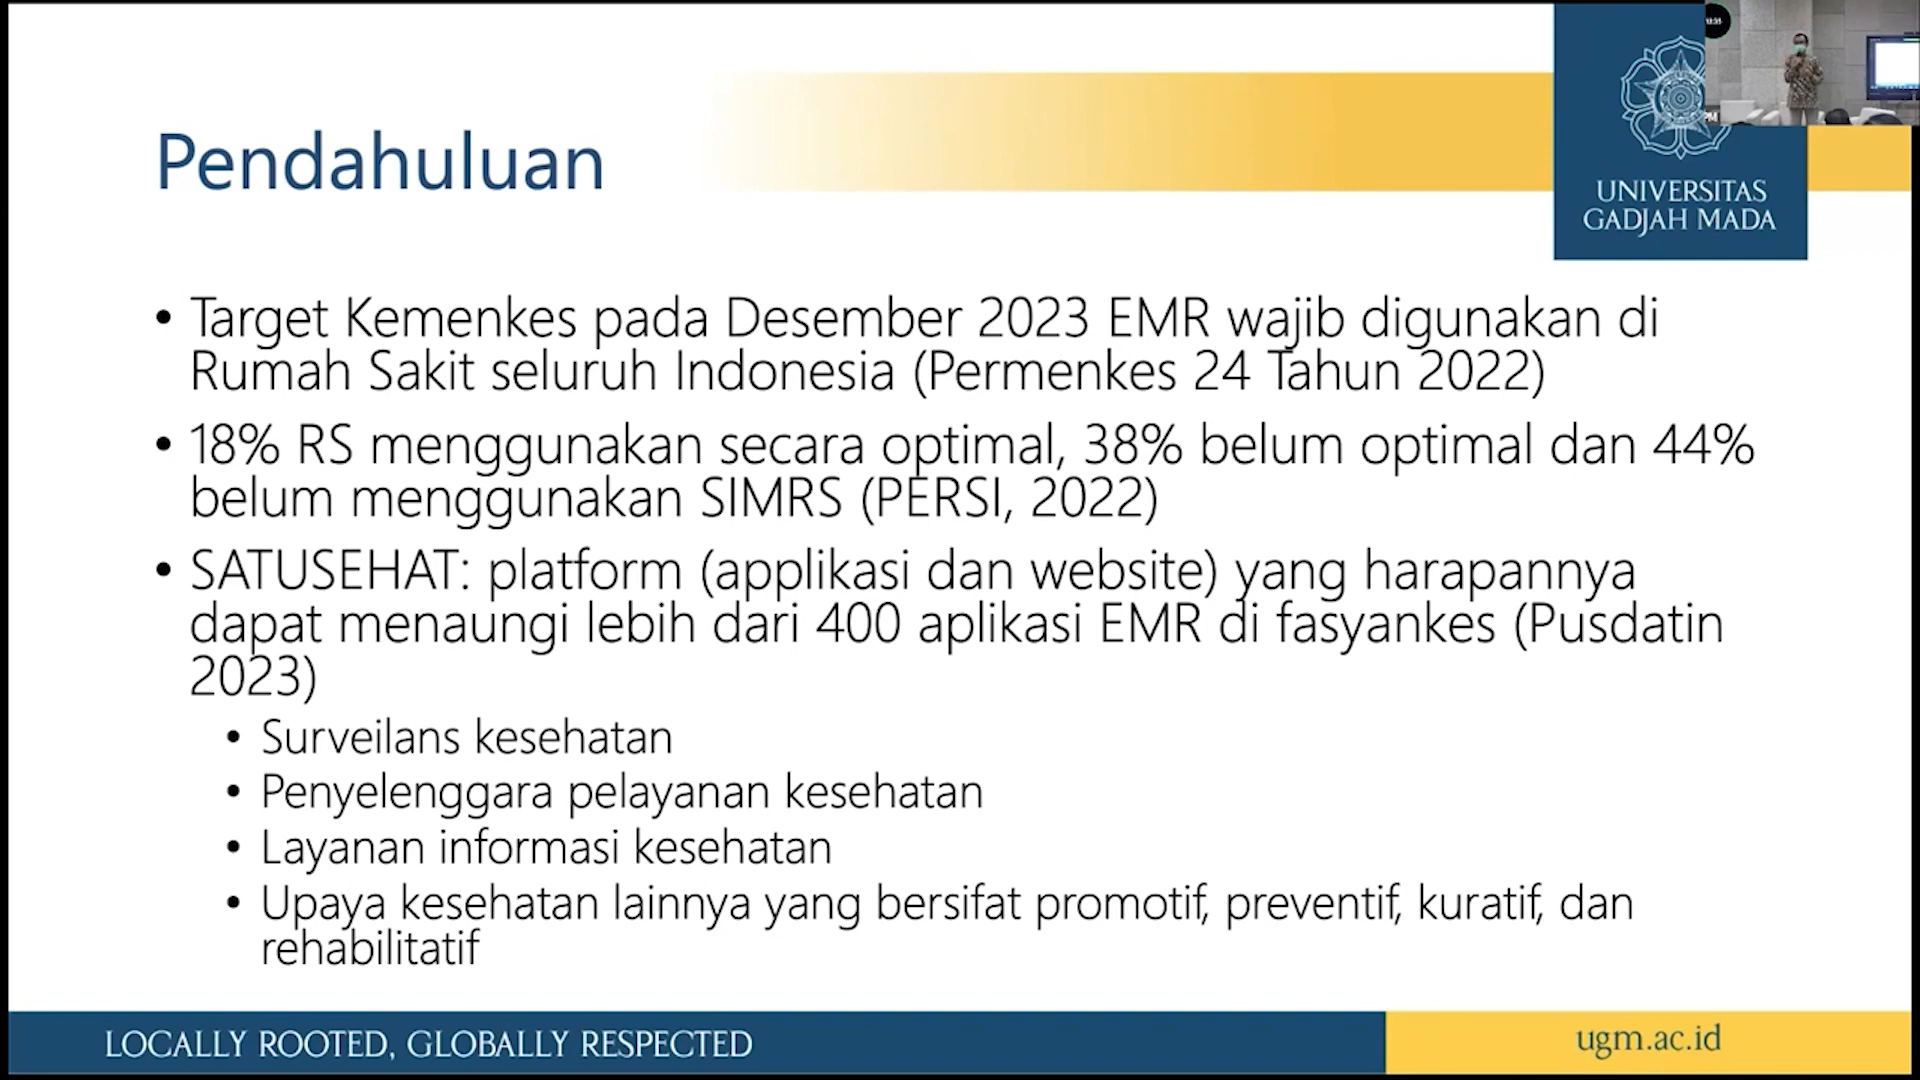 Pendahuluan
UNIVERSITAS
GADJAH MADA
• Target Kemenkes pada Desember 2023 EMR wajib digunakan di
Rumah Sakit seluruh Indonesia (Permenkes 24 Tahun 2022)
• 18% RS menggunakan secara optimal, 38% belum optimal dan 44%
belum menggunakan SIMRS (PERSI, 2022)
• SATUSEHAT: platform (applikasi dan website) yang harapannya
dapat menaungi lebih dari 400 aplikasi EMR di fasyankes (Pusdatin
2023)
• Surveilans kesehatan
• Penyelenggara pelayanan kesehatan
• Layanan informasi kesehatan
• Upaya kesehatan lainnya yang bersifat promotif, preventif, kuratif, dan
rehabilitatif
LOCALLY ROOTED, GLOBALLY RESPECTED
ugm.ac.id